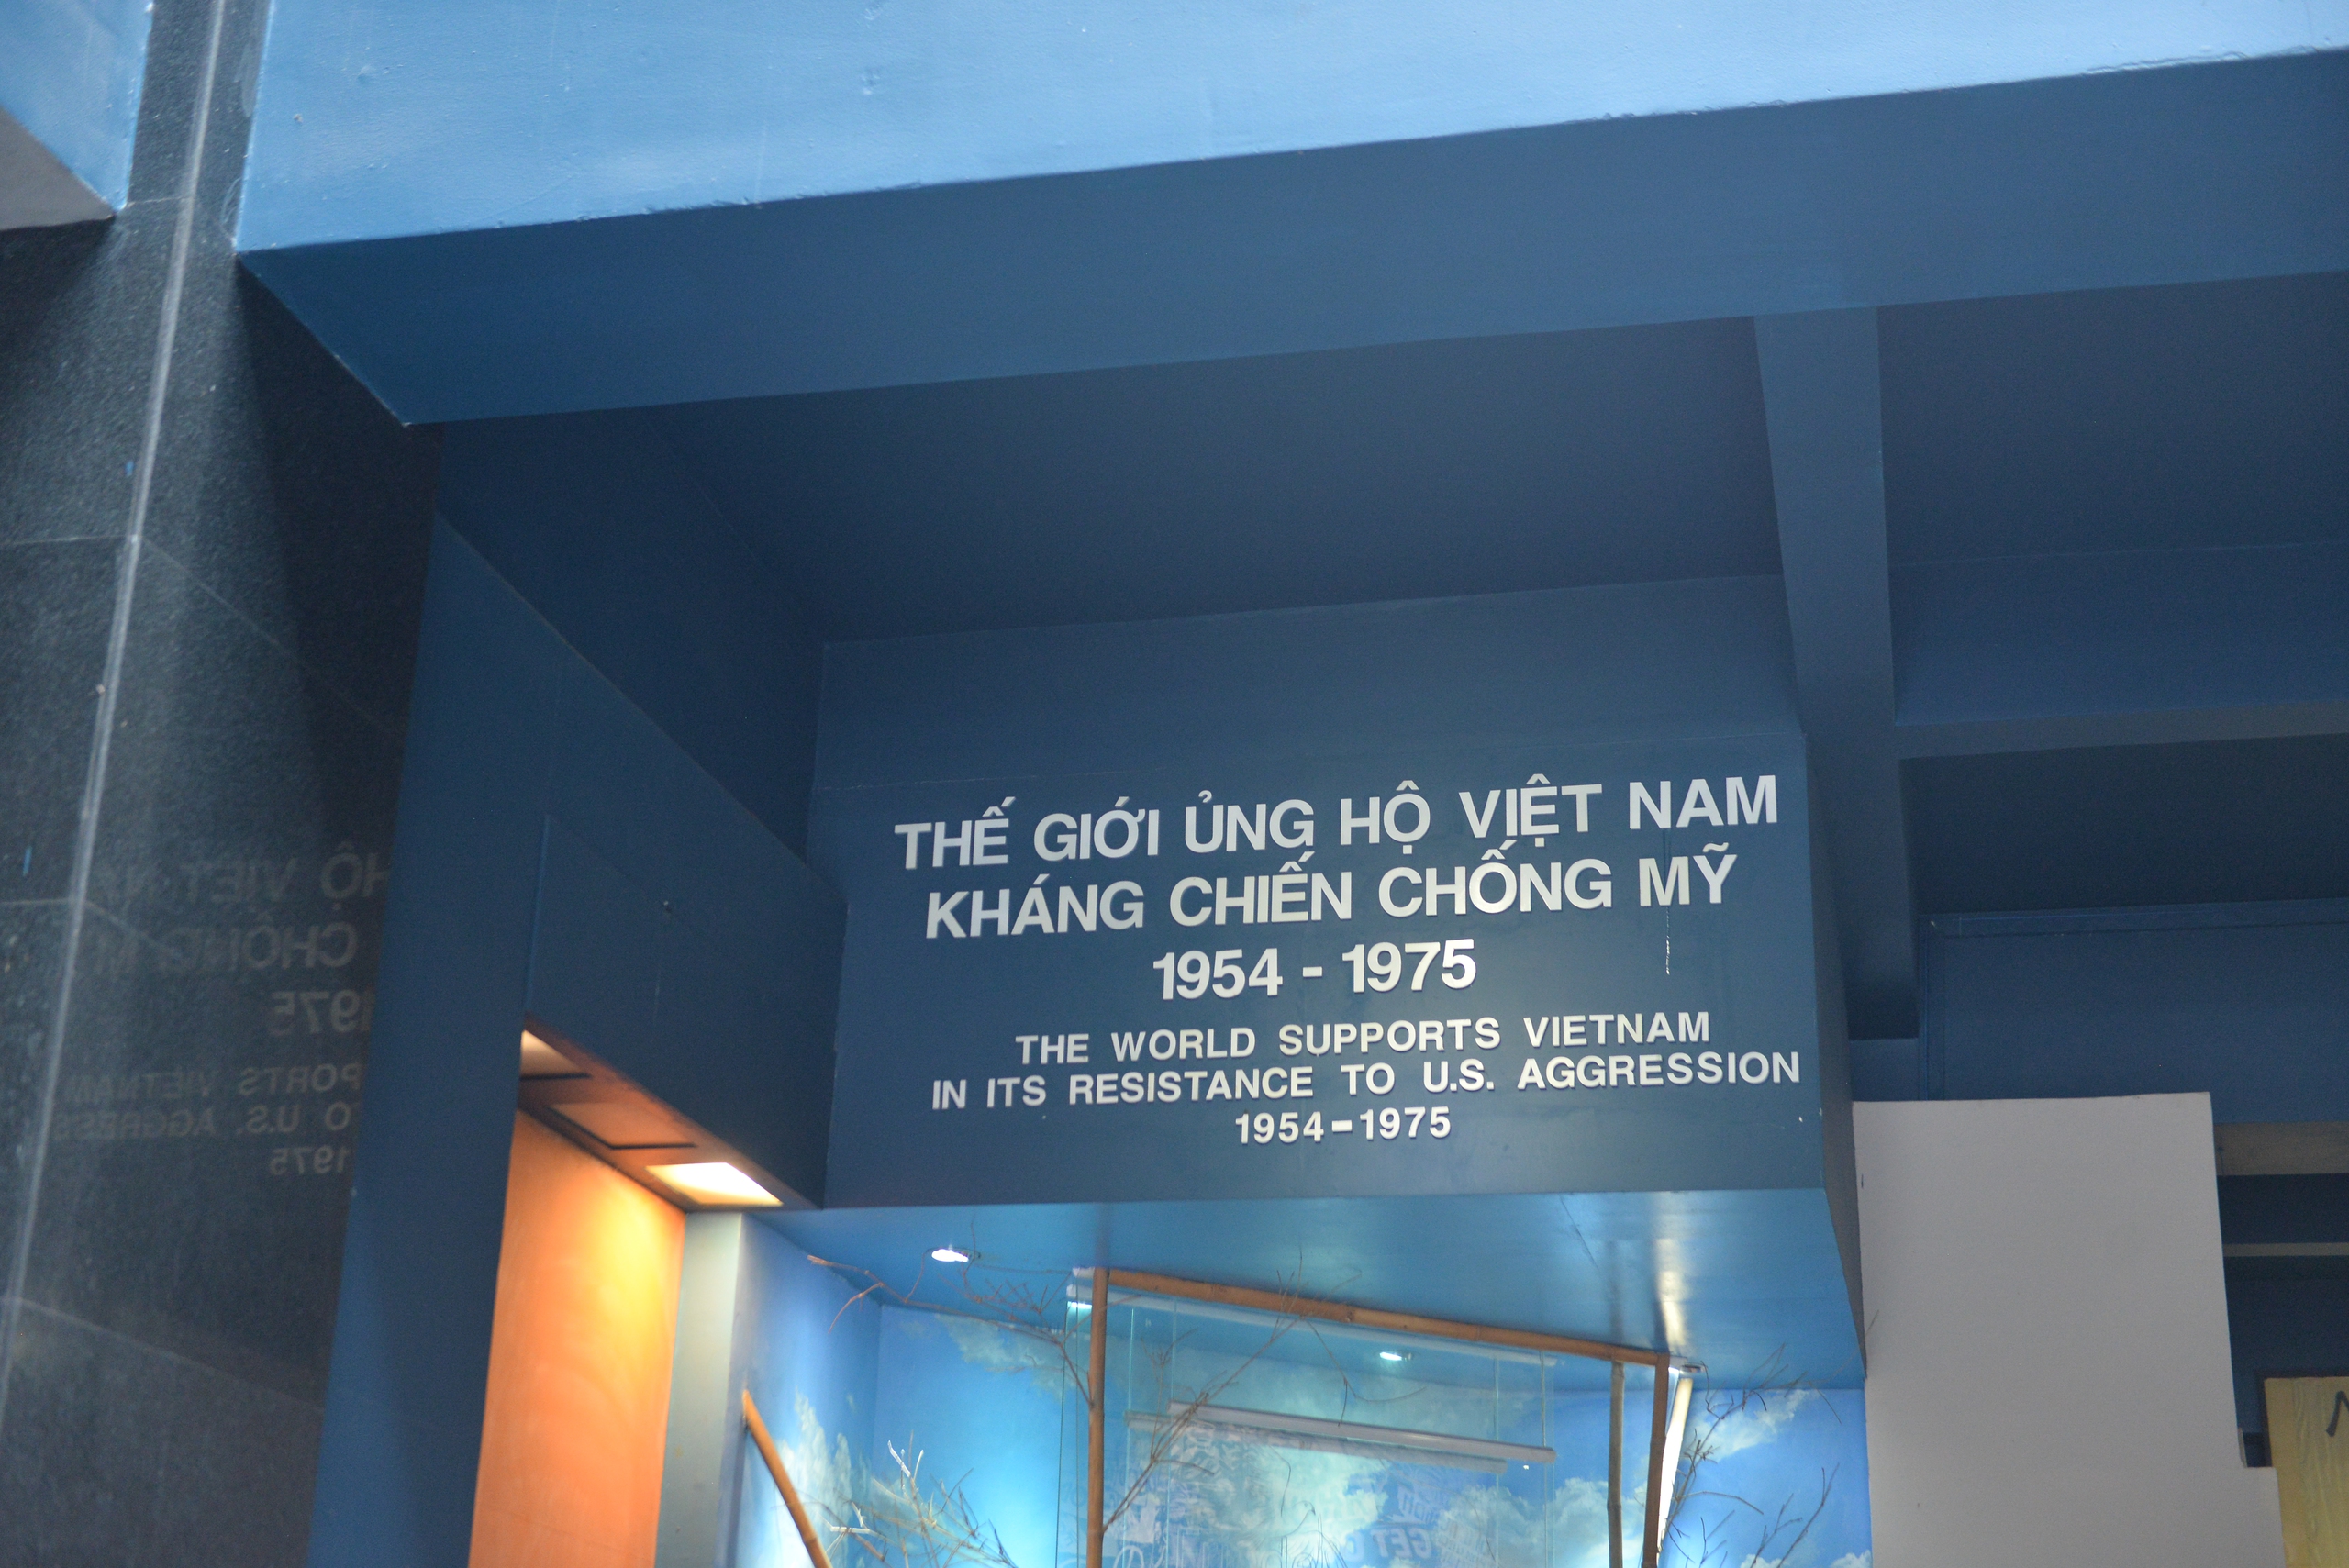 THẾ GIỚI ỦNG HỘ VIỆT NAM
KHÁNG CHIẾN CHỐNG MỸ
1954 - 1975
THE WORLD SUPPORTS VIETNAM
IN ITS RESISTANCE TO U.S. AGGRESSION
1954-1975